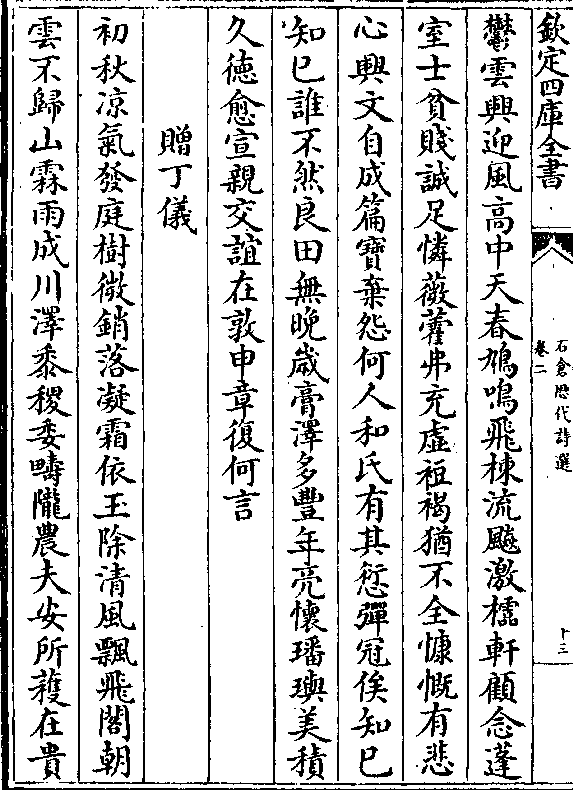 欽定四庫全書
石倉歴代詩選
卷二
十三
鬱雲興迎風高中天春鳩鳴飛棟流飈激櫺軒顧念蓬
室士貧賤誠足憐薇藿弗充虛裋褐猶不全慷慨有悲
心興文自成篇寶棄怨何人和氏有其愆彈冠俟知已
知已誰不然良田無晚歲膏澤多豐年亮懷璠璵美積
久德愈宣親交誼在敦申章復何言
贈丁儀
初秋凉氣發庭樹微銷落凝霜依玉除清風飄飛閣朝
雲不歸山霖雨成川澤黍稷委疇隴農夫安所穫在貴